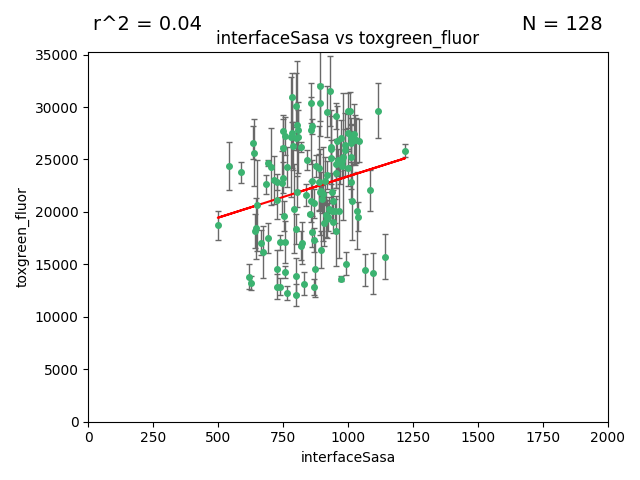 r^2 = 0.04
N = 128
interfaceSasa vs toxgreen_fluor
35000
30000
25000
20000
15000
10000
5000
0
toxgreen_fluor
0 250 500 750 1000 1250 1500 1750 2000
interfaceSasa